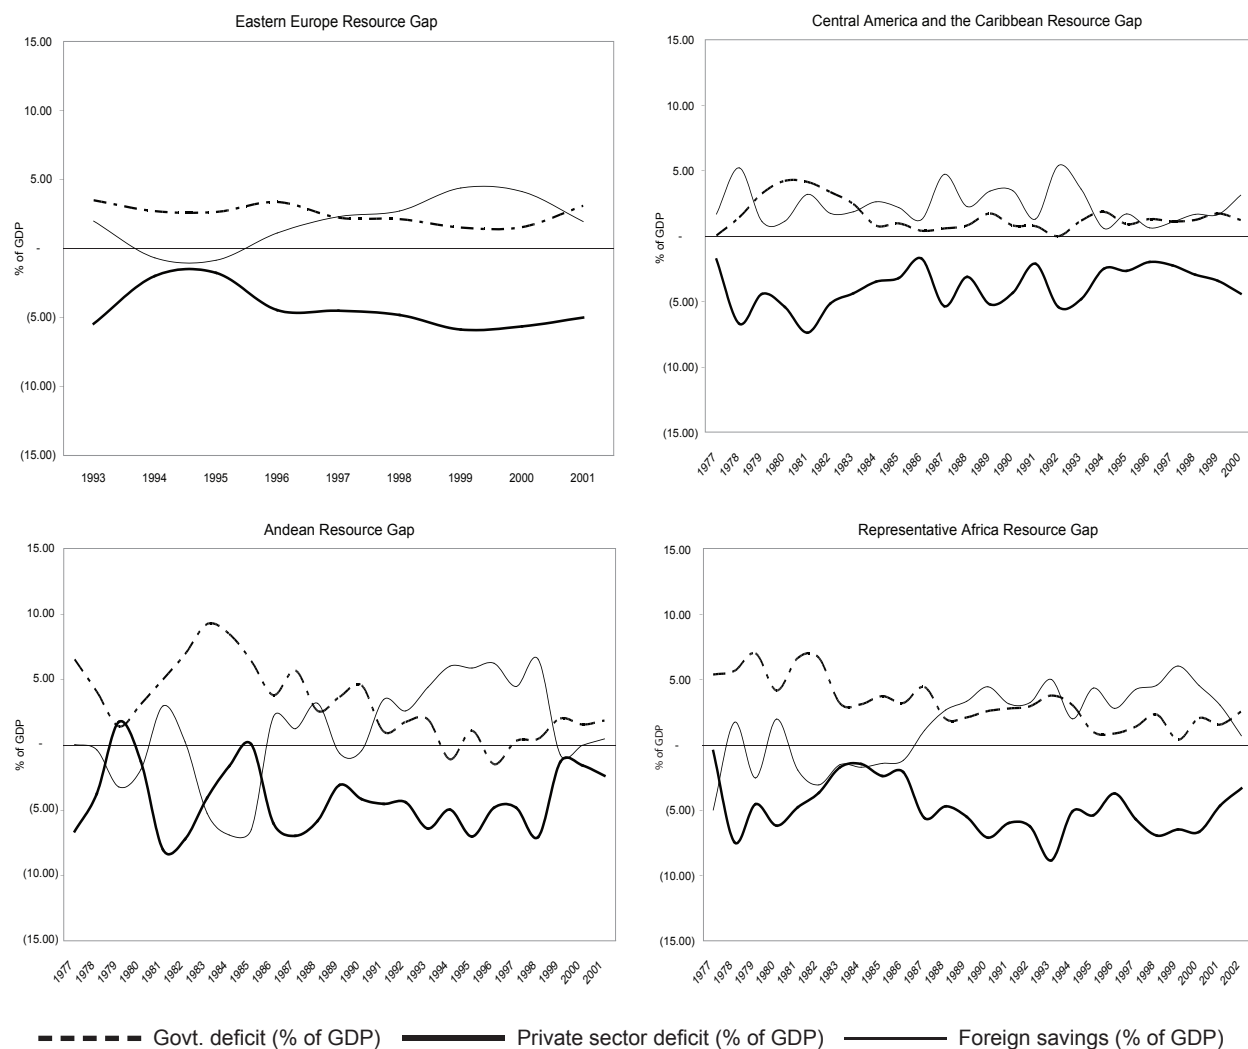 Eastern Europe Resource Gap
15.00
10.00
5.00
-
(5.00)
(10.00)
(15.00)
% of GDP
1993 1994 1995 1996 1997 1998 1999 2000 2001
Central America and the Caribbean Resource Gap
15.00
10.00
5.00
-
(5.00)
(10.00)
(15.00)
% of GDP
1977 1978 1979 1980 1981 1982 1983 1984 1985 1986 1987 1988 1989 1990 1991 1992 1993 1994 1995 1996 1997 1998 1999 2000
Andean Resource Gap
15.00
10.00
5.00
-
(5.00)
(10.00)
(15.00)
% of GDP
1977 1978 1979 1980 1981 1982 1983 1984 1985 1986 1987 1988 1989 1990 1991 1992 1993 1994 1995 1996 1997 1998 1999 2000 2001
Representative Africa Resource Gap
15.00
10.00
5.00
-
(5.00)
(10.00)
(15.00)
% of GDP
1977 1978 1979 1980 1981 1982 1983 1984 1985 1986 1987 1988 1989 1990 1991 1992 1993 1994 1995 1996 1997 1998 1999 2000 2001 2002
Govt. deficit (% of GDP) Private sector deficit (% of GDP) Foreign savings (% of GDP)